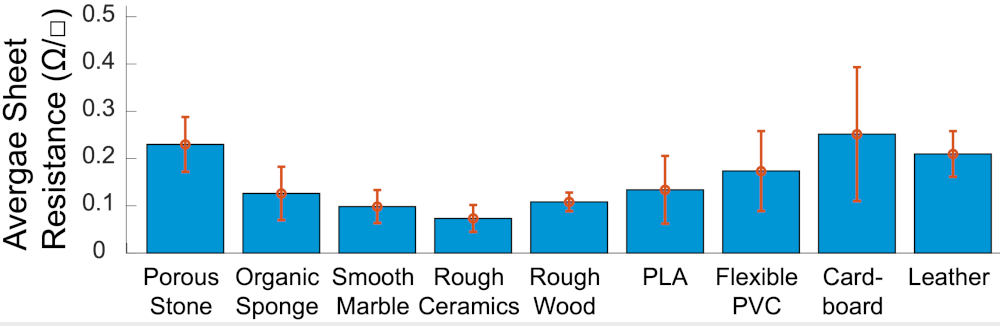 Avergae Sheet
Resistance (Ω/□)
0.5
0.4
0.3
0.2
0.1
0
Porous
Stone
Organic
Sponge
Smooth
Marble
Rough
Ceramics
Rough
Wood
PLA
Flexible
PVC
Card-
board
Leather